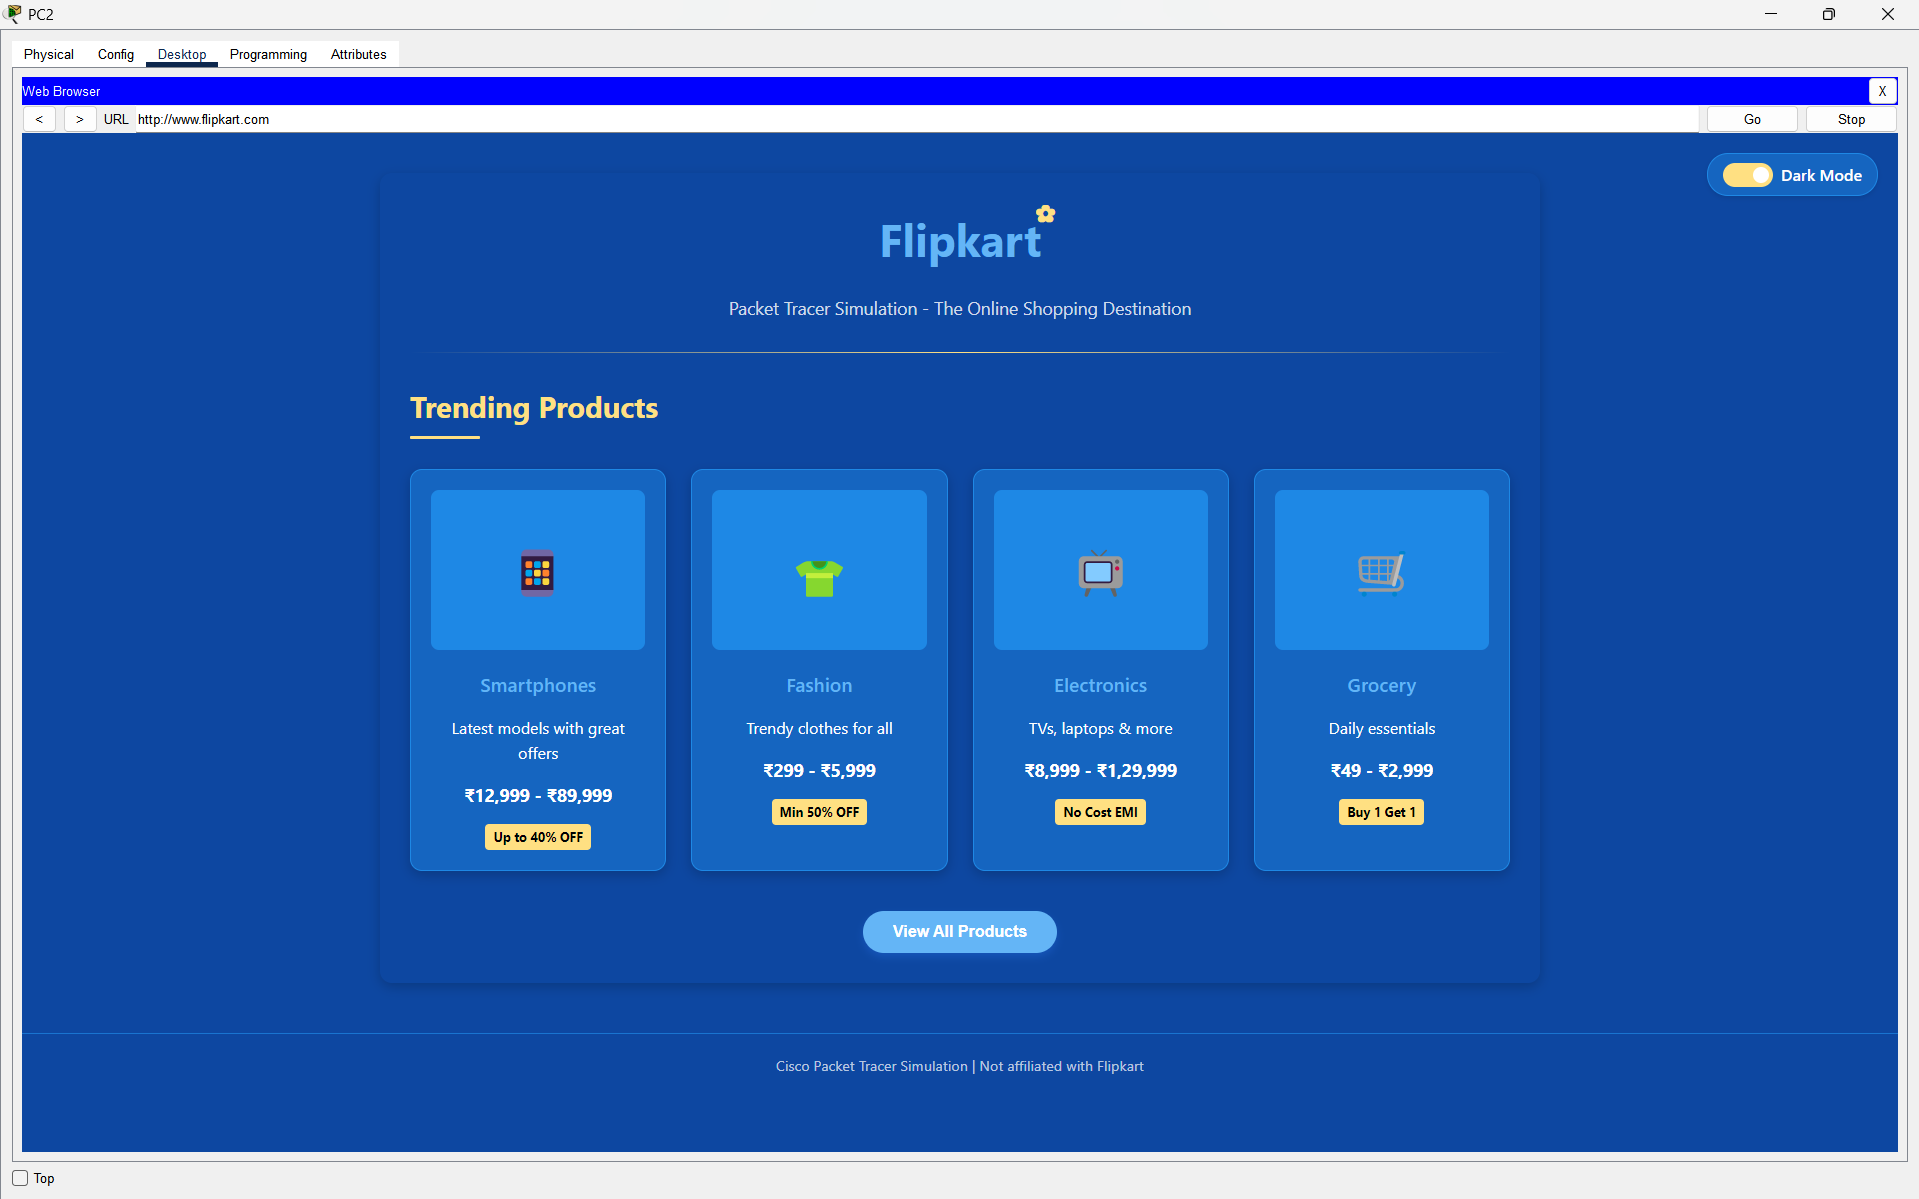 PC2
Physical Config Desktop Programming Attributes
Web Browser
X
< > URL http://www.flipkart.com Go Stop
Dark Mode
Flipkart
Packet Tracer Simulation - The Online Shopping Destination
Trending Products
Smartphones
Latest models with great
offers
₹12,999 - ₹89,999
Up to 40% OFF
Fashion
Trendy clothes for all
₹299 - ₹5,999
Min 50% OFF
Electronics
TVs, laptops & more
₹8,999 - ₹1,29,999
No Cost EMI
Grocery
Daily essentials
₹49 - ₹2,999
Buy 1 Get 1
View All Products
Cisco Packet Tracer Simulation | Not affiliated with Flipkart
Top